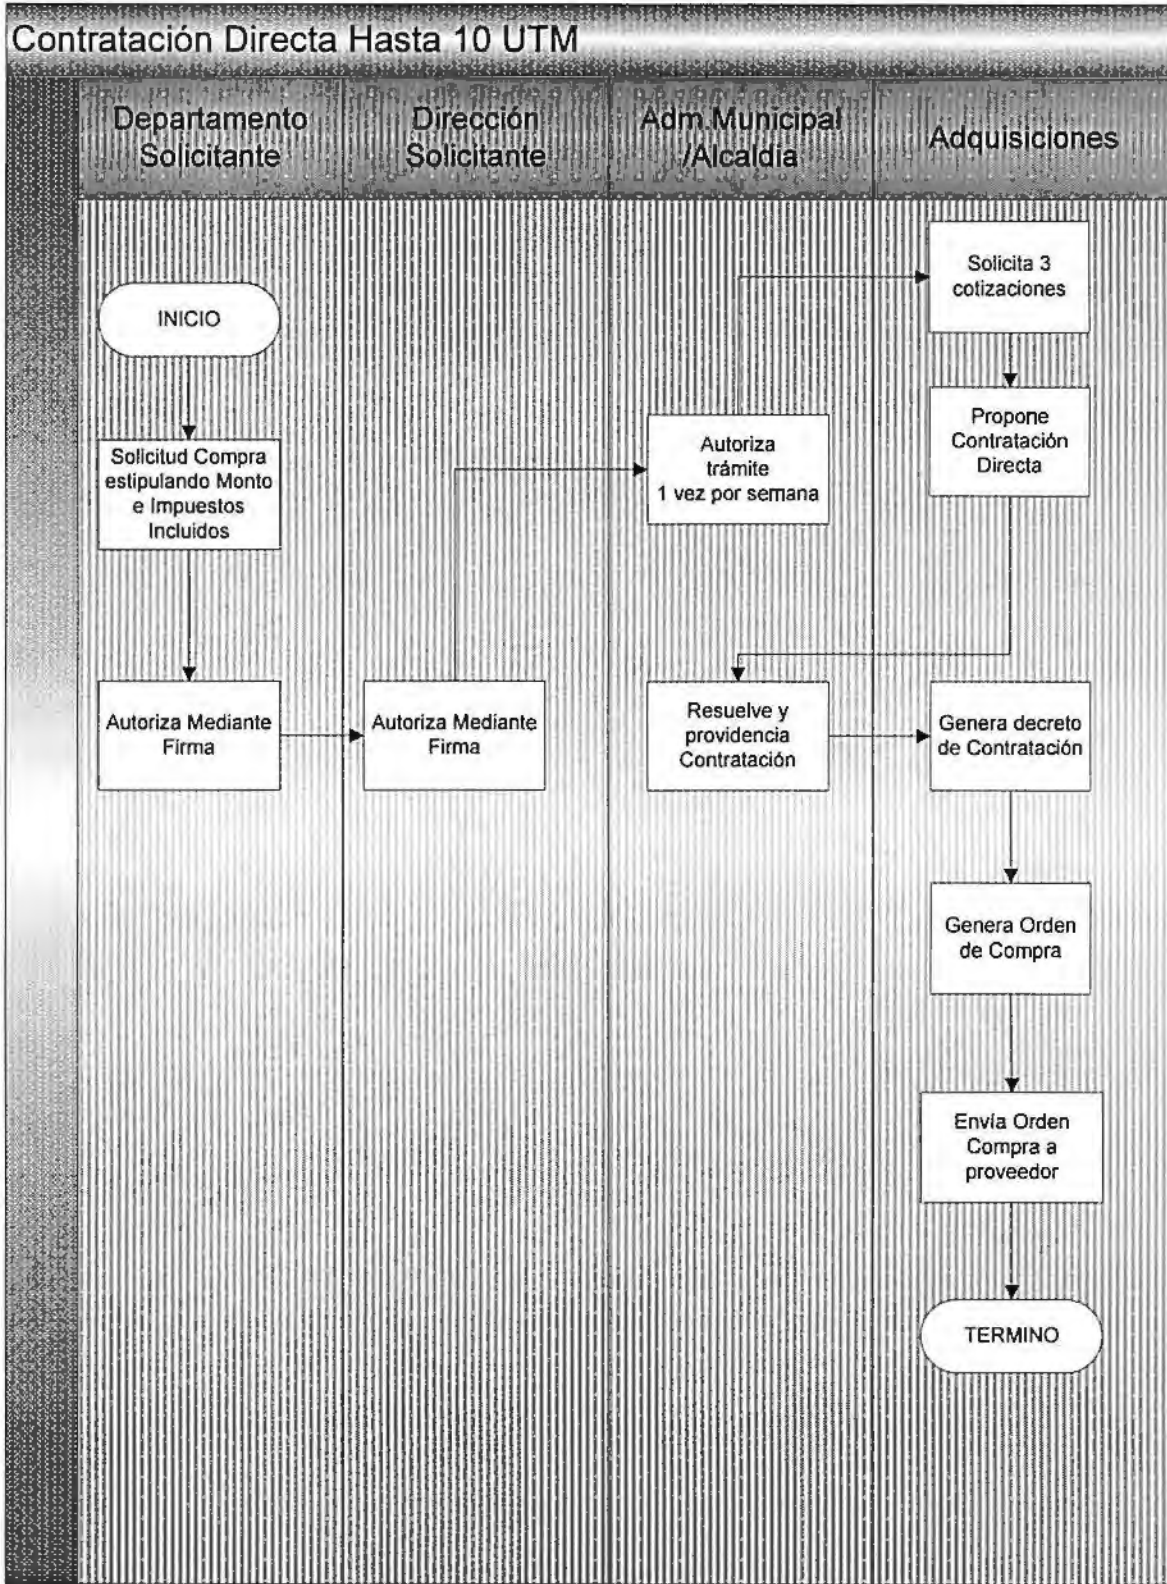 Contratación Directa Hasta 10 UTM
Departamento
Solicitante
Dirección
Solicitante
Adm.Municipal
/Alcaldia
Adquisiciones
INICIO
Solicitud Compra
estipulando Monto
e Impuestos
Incluidos
Autoriza Mediante
Firma
Autoriza Mediante
Firma
Autoriza
trámite
1 vez por semana
Solicita 3
cotizaciones
Propone
Contratación
Directa
Resuelve y
providencia
Contratación
Genera decreto
de Contratación
Genera Orden
de Compra
Envía Orden
Compra a
proveedor
TERMINO